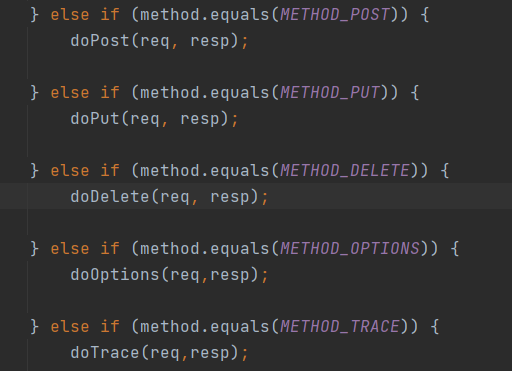 } else if (method.equals(METHOD_POST)) {
doPost(req, resp);
} else if (method.equals(METHOD_PUT)) {
doPut(req, resp);
} else if (method.equals(METHOD_DELETE)) {
doDelete(req, resp);
} else if (method.equals(METHOD_OPTIONS)) {
doOptions(req,resp);
} else if (method.equals(METHOD_TRACE)) {
doTrace(req,resp);